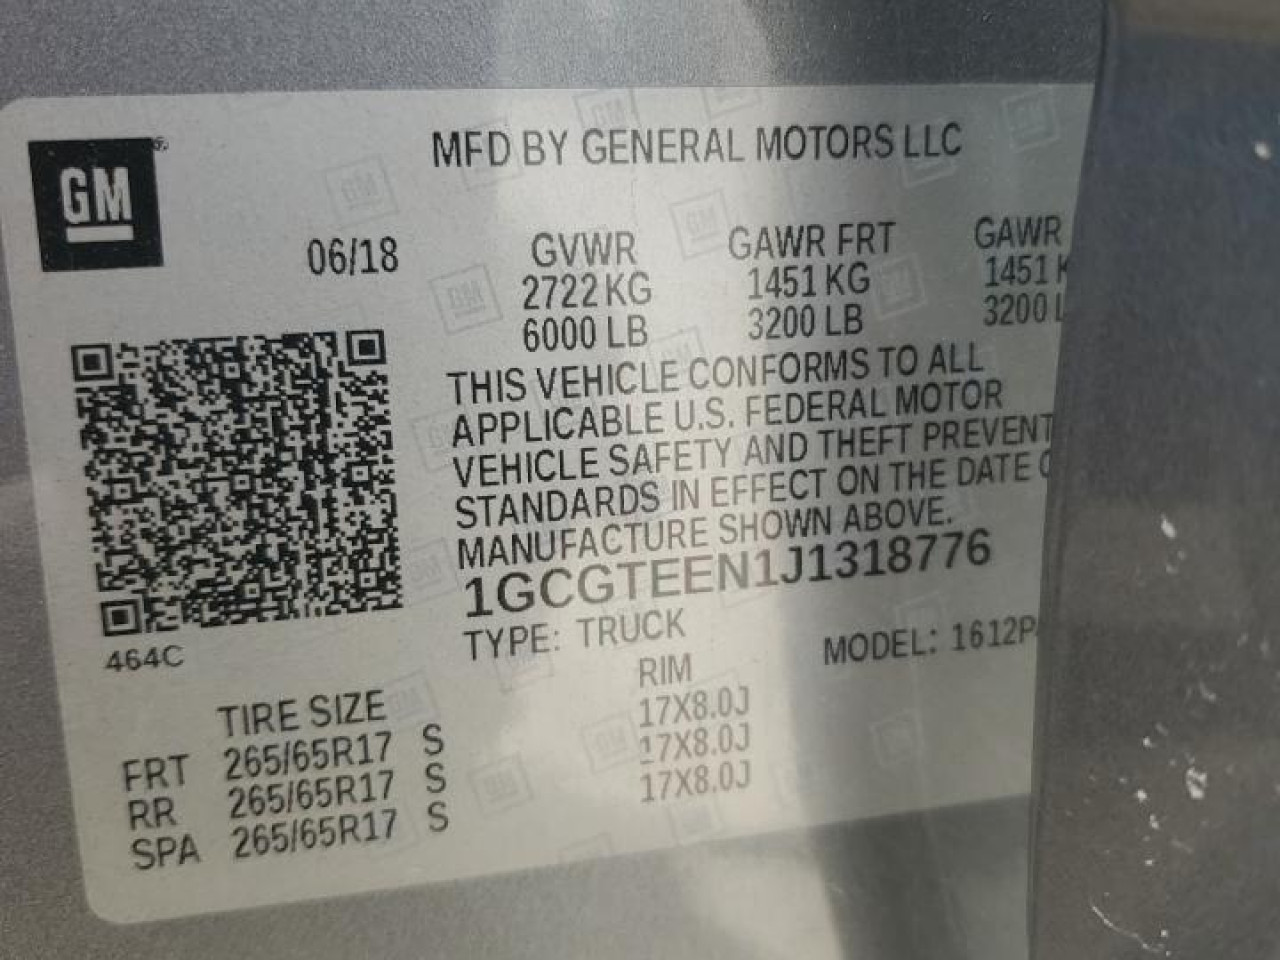 GM
MFD BY GENERAL MOTORS LLC
06/18
GVWR GAWR FRT GAWR
2722 KG 1451 KG 1451
6000 LB 3200 LB 3200
THIS VEHICLE CONFORMS TO ALL
APPLICABLE U.S. FEDERAL MOTOR
VEHICLE SAFETY AND THEFT PREVENT
STANDARDS IN EFFECT ON THE DATE
MANUFACTURE SHOWN ABOVE.
1GCGTEEN1J1318776
TYPE: TRUCK MODEL: 1612P
464C
TIRE SIZE RIM
FRT 265/65R17 S 17X8.0J
RR 265/65R17 S 17X8.0J
SPA 265/65R17 S 17X8.0J